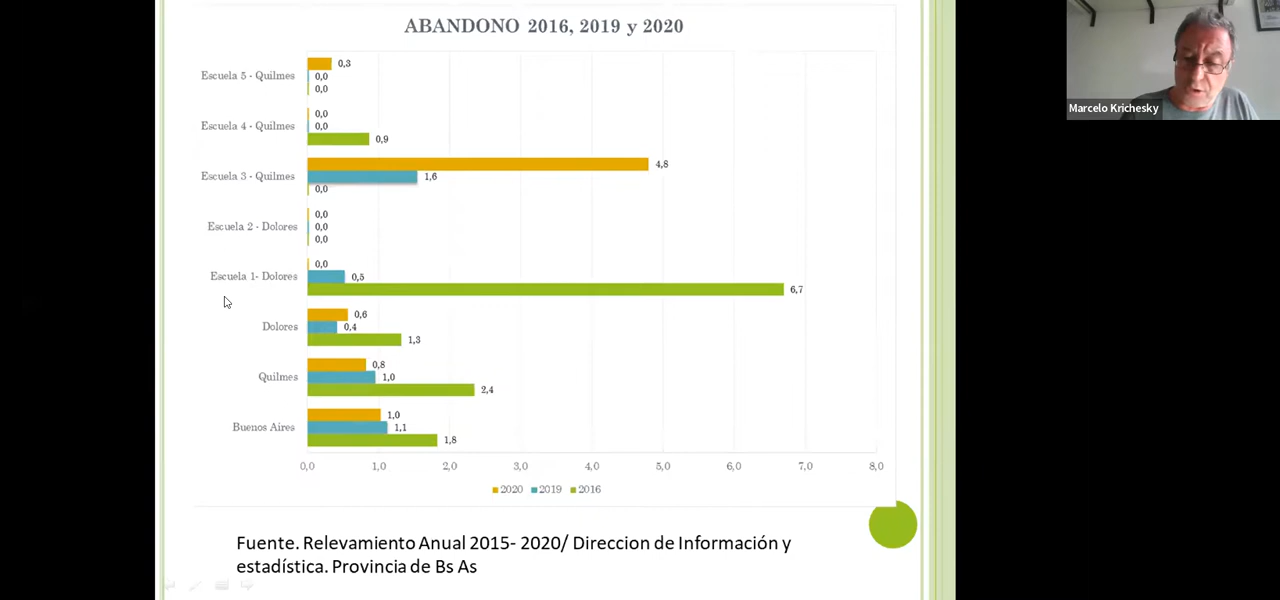 ABANDONO 2016, 2019 y 2020
Escuela 5 - Quilmes
0,3
0,0
0,0
Escuela 4 - Quilmes
0,0
0,0
0,9
Escuela 3 - Quilmes
4,8
1,6
0,0
Escuela 2 - Dolores
0,0
0,0
0,0
Escuela 1- Dolores
0,0
0,5
6,7
Dolores
0,6
0,4
1,3
Quilmes
0,8
1,0
2,4
Buenos Aires
1,0
1,1
1,8
0,0 1,0 2,0 3,0 4,0 5,0 6,0 7,0 8,0
2020 2019 2016
Fuente. Relevamiento Anual 2015- 2020/ Direccion de Información y
estadística. Provincia de Bs As
Marcelo Krichesky